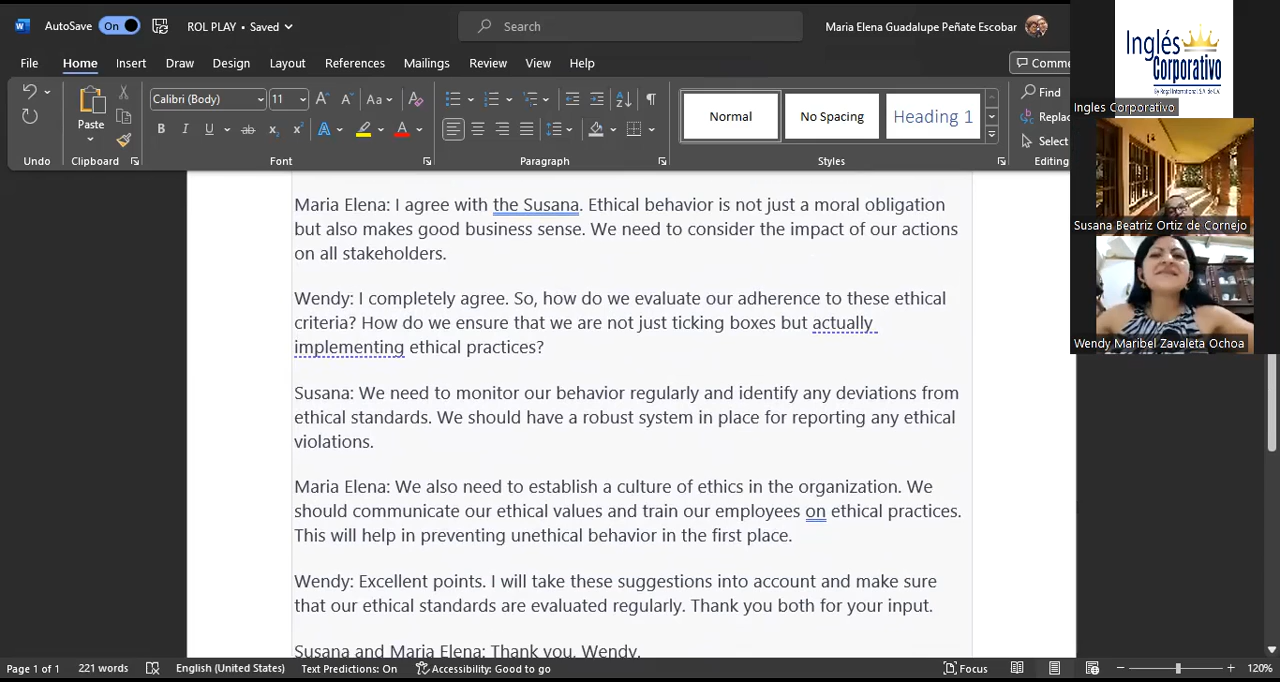 AutoSave On ROL PLAY • Saved Search Maria Elena Guadalupe Peñate Escobar
File Home Insert Draw Design Layout References Mailings Review View Help Comme
Calibri (Body) 11 Aa Find
Paste Normal No Spacing Heading 1 Replac
B I U ab x₂ x² A A Select
Undo Clipboard Font Paragraph Styles Editing
Inglés
Corporativo
Ingles Corporativo
Susana Beatriz Ortiz de Cornejo
Wendy Maribel Zavaleta Ochoa
Maria Elena: I agree with the Susana. Ethical behavior is not just a moral obligation
but also makes good business sense. We need to consider the impact of our actions
on all stakeholders.
Wendy: I completely agree. So, how do we evaluate our adherence to these ethical
criteria? How do we ensure that we are not just ticking boxes but actually
implementing ethical practices?
Susana: We need to monitor our behavior regularly and identify any deviations from
ethical standards. We should have a robust system in place for reporting any ethical
violations.
Maria Elena: We also need to establish a culture of ethics in the organization. We
should communicate our ethical values and train our employees on ethical practices.
This will help in preventing unethical behavior in the first place.
Wendy: Excellent points. I will take these suggestions into account and make sure
that our ethical standards are evaluated regularly. Thank you both for your input.
Susana and Maria Elena: Thank you, Wendy.
Page 1 of 1 221 words English (United States) Text Predictions: On Accessibility: Good to go Focus 120%